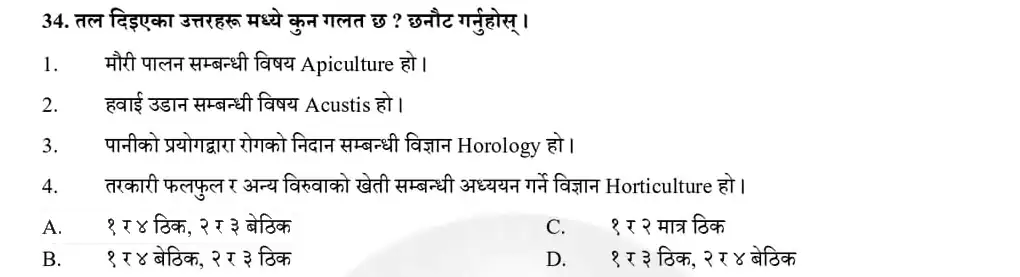 34. तल दिइएका उत्तरहरू मध्ये कुन गलत छ ? छनौट गर्नुहोस् ।
1. मौरी पालन सम्बन्धी विषय Apiculture हो ।
2. हवाई उडान सम्बन्धी विषय Acustis हो ।
3. पानीको प्रयोगद्वारा रोगको निदान सम्बन्धी विज्ञान Horology हो ।
4. तरकारी फलफुल र अन्य विरुवाको खेती सम्बन्धी अध्ययन गर्ने विज्ञान Horticulture हो ।
A. १ र ४ ठिक, २ र ३ बेठिक C. १ र २ मात्र ठिक
B. १ र ४ बेठिक, २ र ३ ठिक D. १ र ३ ठिक, २ र ४ बेठिक